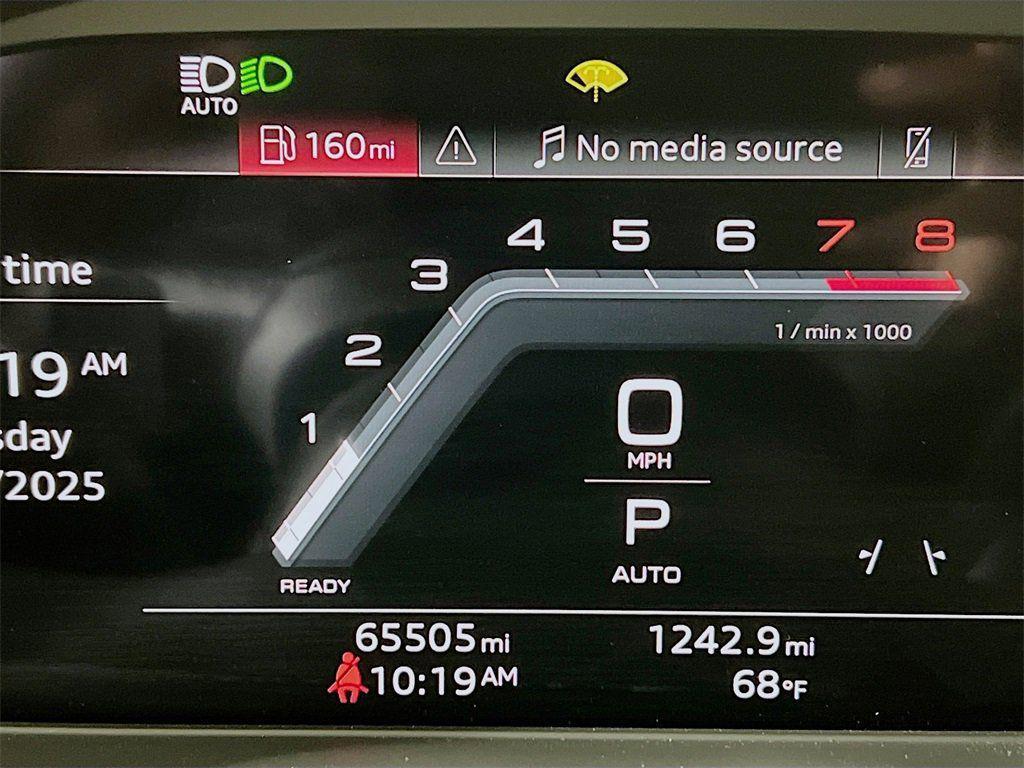 AUTO
160mi
No media source
4 5 6 7 8
3
time
1 / min x 1000
2
19 AM
0
1
sday
MPH
/2025
P
AUTO
READY
65505mi 1242.9mi
10:19AM 68°F